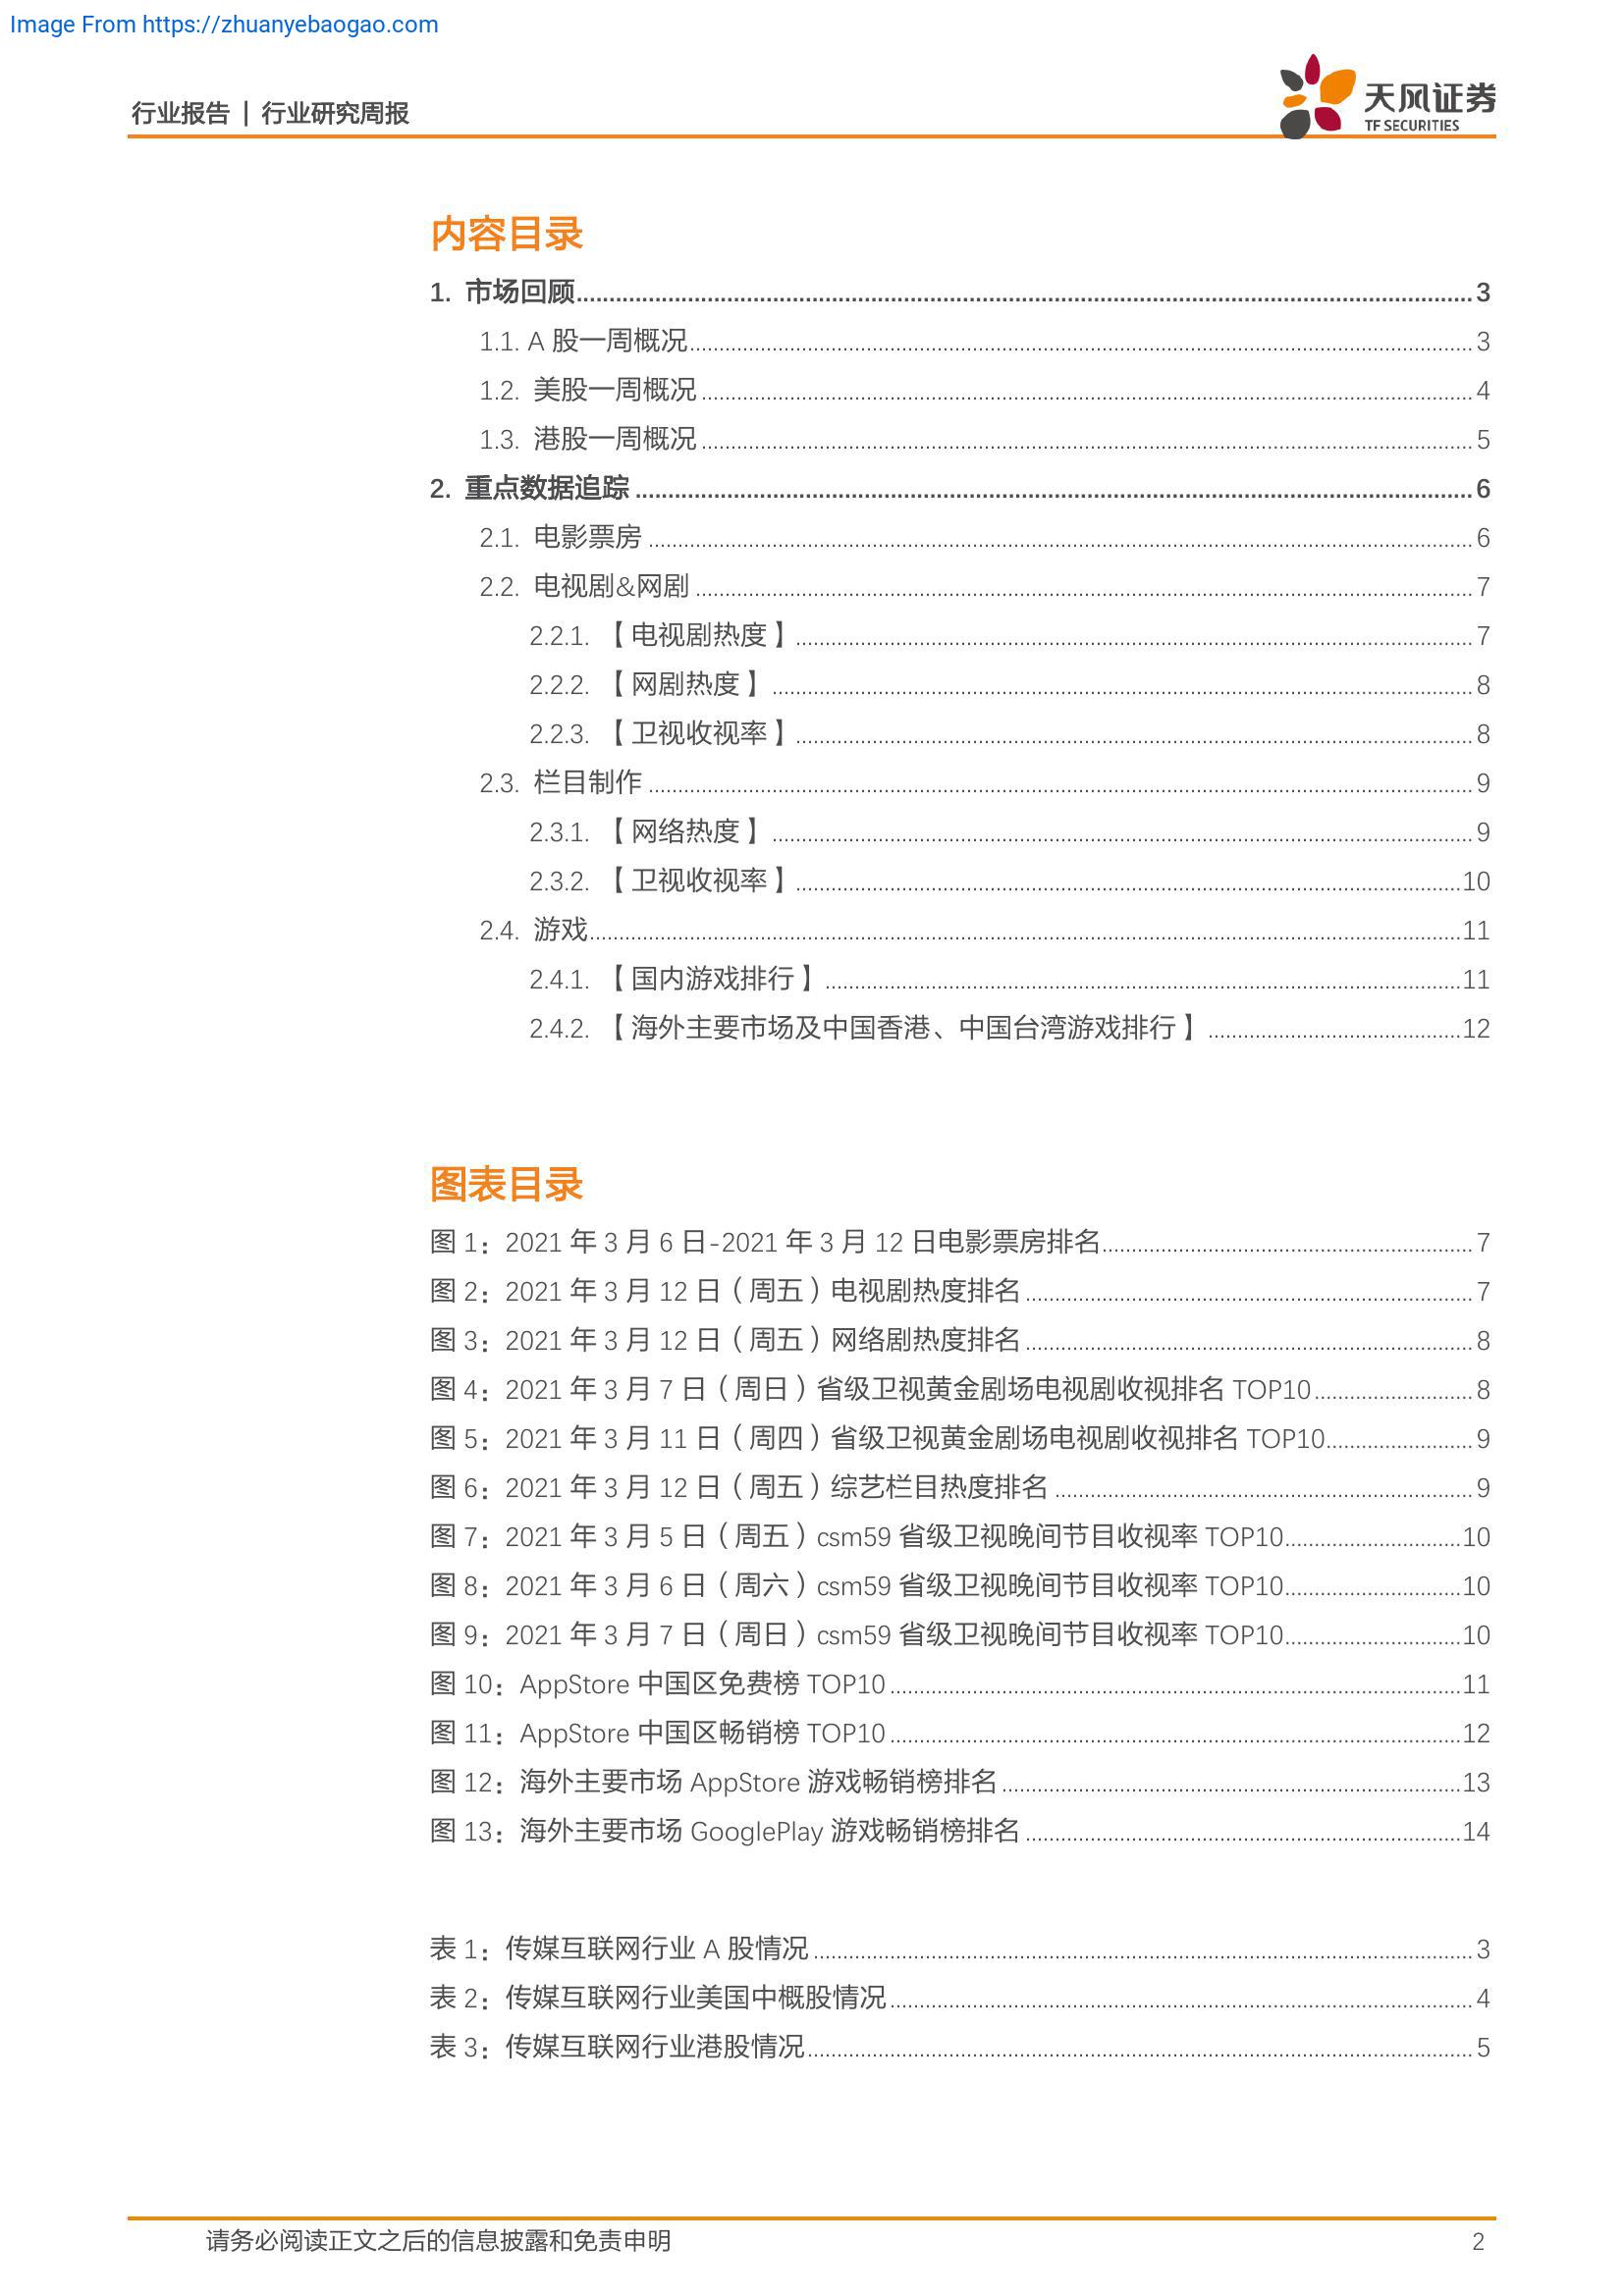 Image From https://zhuanyebaogao.com
行业报告 | 行业研究周报
天风证券
TF SECURITIES
内容目录
1. 市场回顾 3
1.1. A 股一周概况 3
1.2. 美股一周概况 4
1.3. 港股一周概况 5
2. 重点数据追踪 6
2.1. 电影票房 6
2.2. 电视剧&网剧 7
2.2.1. 【电视剧热度】 7
2.2.2. 【网剧热度】 8
2.2.3. 【卫视收视率】 8
2.3. 栏目制作 9
2.3.1. 【网络热度】 9
2.3.2. 【卫视收视率】 10
2.4. 游戏 11
2.4.1. 【国内游戏排行】 11
2.4.2. 【海外主要市场及中国香港、中国台湾游戏排行】 12
图表目录
图 1：2021 年 3 月 6 日-2021 年 3 月 12 日电影票房排名 7
图 2：2021 年 3 月 12 日（周五）电视剧热度排名 7
图 3：2021 年 3 月 12 日（周五）网络剧热度排名 8
图 4：2021 年 3 月 7 日（周日）省级卫视黄金剧场电视剧收视排名 TOP10 8
图 5：2021 年 3 月 11 日（周四）省级卫视黄金剧场电视剧收视排名 TOP10 9
图 6：2021 年 3 月 12 日（周五）综艺栏目热度排名 9
图 7：2021 年 3 月 5 日（周五）csm59 省级卫视晚间节目收视率 TOP10 10
图 8：2021 年 3 月 6 日（周六）csm59 省级卫视晚间节目收视率 TOP10 10
图 9：2021 年 3 月 7 日（周日）csm59 省级卫视晚间节目收视率 TOP10 10
图 10：AppStore 中国区免费榜 TOP10 11
图 11：AppStore 中国区畅销榜 TOP10 12
图 12：海外主要市场 AppStore 游戏畅销榜排名 13
图 13：海外主要市场 GooglePlay 游戏畅销榜排名 14
表 1：传媒互联网行业 A 股情况 3
表 2：传媒互联网行业美国中概股情况 4
表 3：传媒互联网行业港股情况 5
请务必阅读正文之后的信息披露和免责申明 2